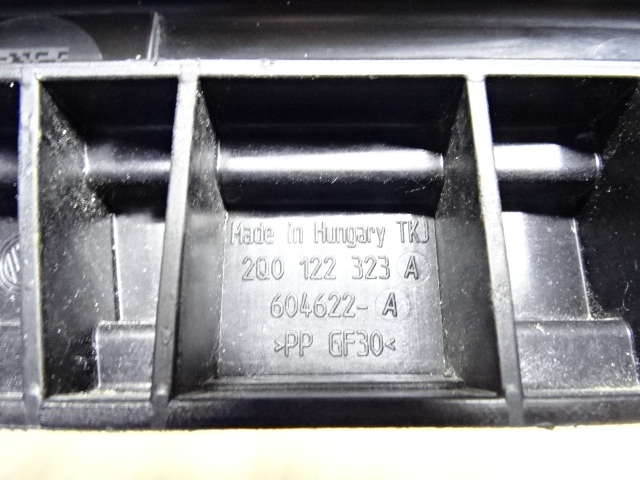 Made in Hungary TKJ
2Q0 122 323 A
604622- A
>PP GF30<